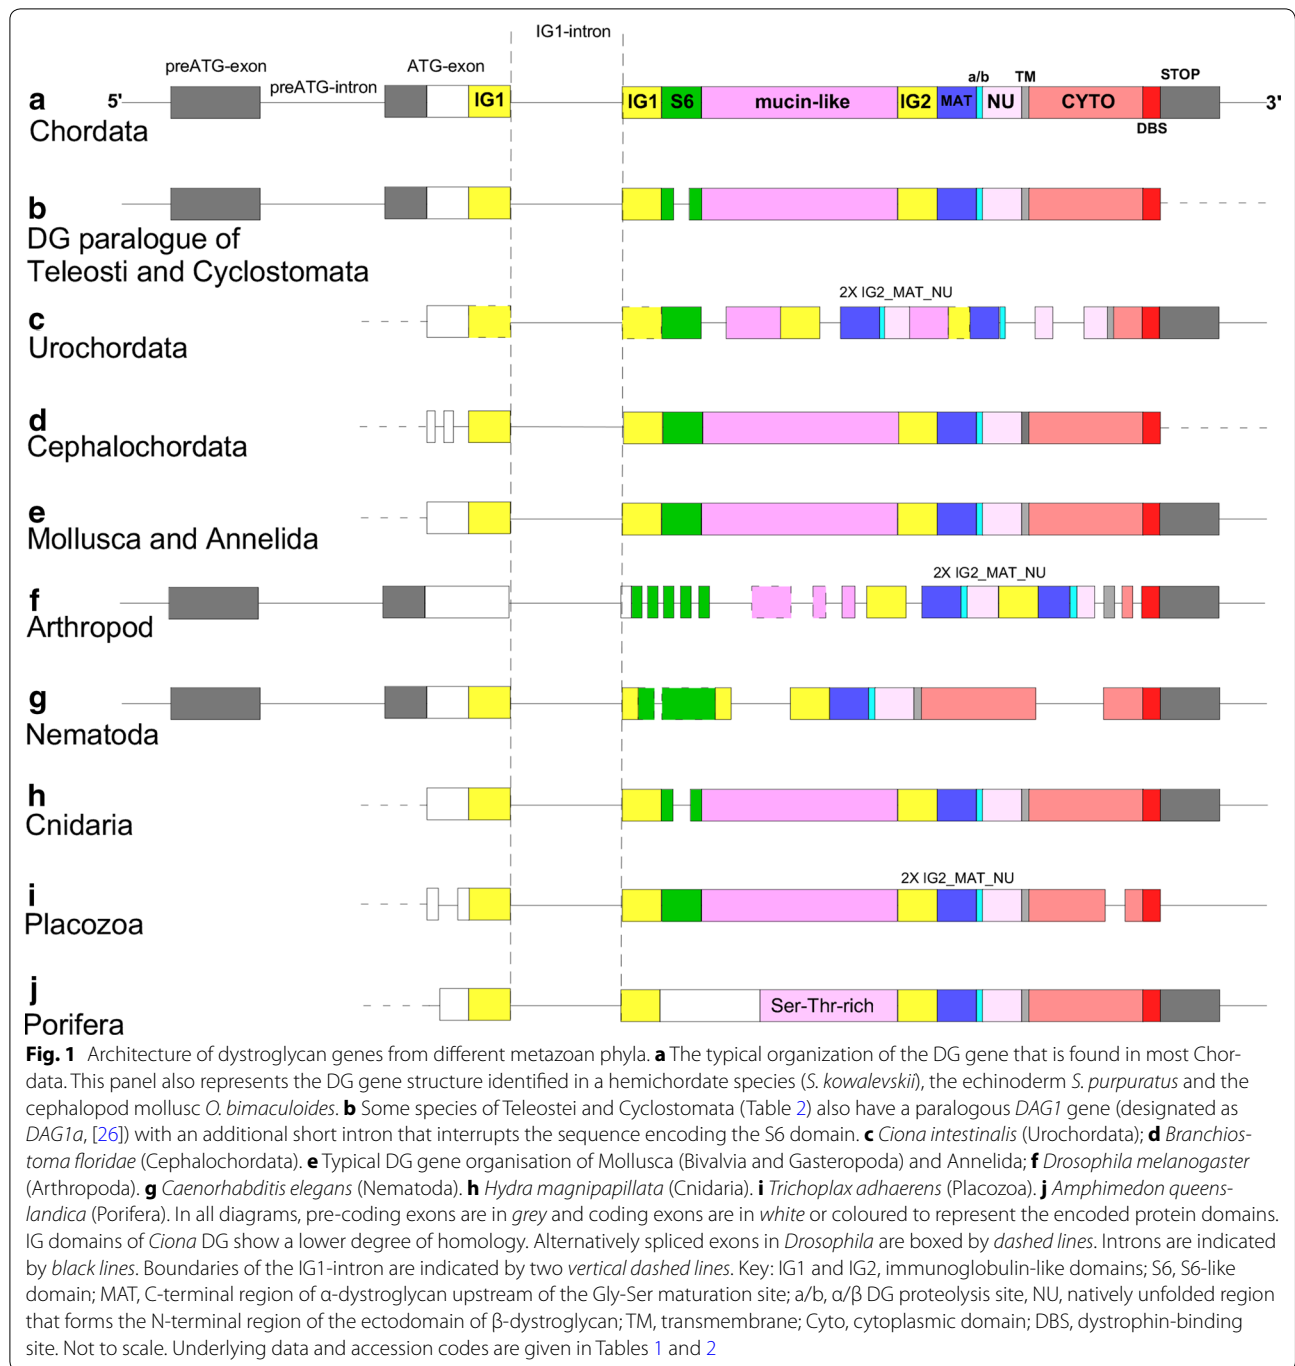 IG1-intron
preATG-exon
preATG-intron
ATG-exon
a/b
TM
STOP
a
5'
IG1
IG1
S6
mucin-like
IG2
MAT
NU
CYTO
3'
DBS
Chordata
b
DG paralogue of
Teleosti and Cyclostomata
2X IG2_MAT_NU
c
Urochordata
d
Cephalochordata
e
Mollusca and Annelida
2X IG2_MAT_NU
f
Arthropod
g
Nematoda
h
Cnidaria
2X IG2_MAT_NU
i
Placozoa
j
Ser-Thr-rich
Porifera
Fig. 1 Architecture of dystroglycan genes from different metazoan phyla. a The typical organization of the DG gene that is found in most Chor-
data. This panel also represents the DG gene structure identified in a hemichordate species (S. kowalevskii), the echinoderm S. purpuratus and the
cephalopod mollusc O. bimaculoides. b Some species of Teleostei and Cyclostomata (Table 2) also have a paralogous DAG1 gene (designated as
DAG1a, [26]) with an additional short intron that interrupts the sequence encoding the S6 domain. c Ciona intestinalis (Urochordata); d Branchios-
toma floridae (Cephalochordata). e Typical DG gene organisation of Mollusca (Bivalvia and Gasteropoda) and Annelida; f Drosophila melanogaster
(Arthropoda). g Caenorhabditis elegans (Nematoda). h Hydra magnipapillata (Cnidaria). i Trichoplax adhaerens (Placozoa). j Amphimedon queens-
landica (Porifera). In all diagrams, pre-coding exons are in grey and coding exons are in white or coloured to represent the encoded protein domains.
IG domains of Ciona DG show a lower degree of homology. Alternatively spliced exons in Drosophila are boxed by dashed lines. Introns are indicated
by black lines. Boundaries of the IG1-intron are indicated by two vertical dashed lines. Key: IG1 and IG2, immunoglobulin-like domains; S6, S6-like
domain; MAT, C-terminal region of α-dystroglycan upstream of the Gly-Ser maturation site; a/b, α/β DG proteolysis site, NU, natively unfolded region
that forms the N-terminal region of the ectodomain of β-dystroglycan; TM, transmembrane; Cyto, cytoplasmic domain; DBS, dystrophin-binding
site. Not to scale. Underlying data and accession codes are given in Tables 1 and 2